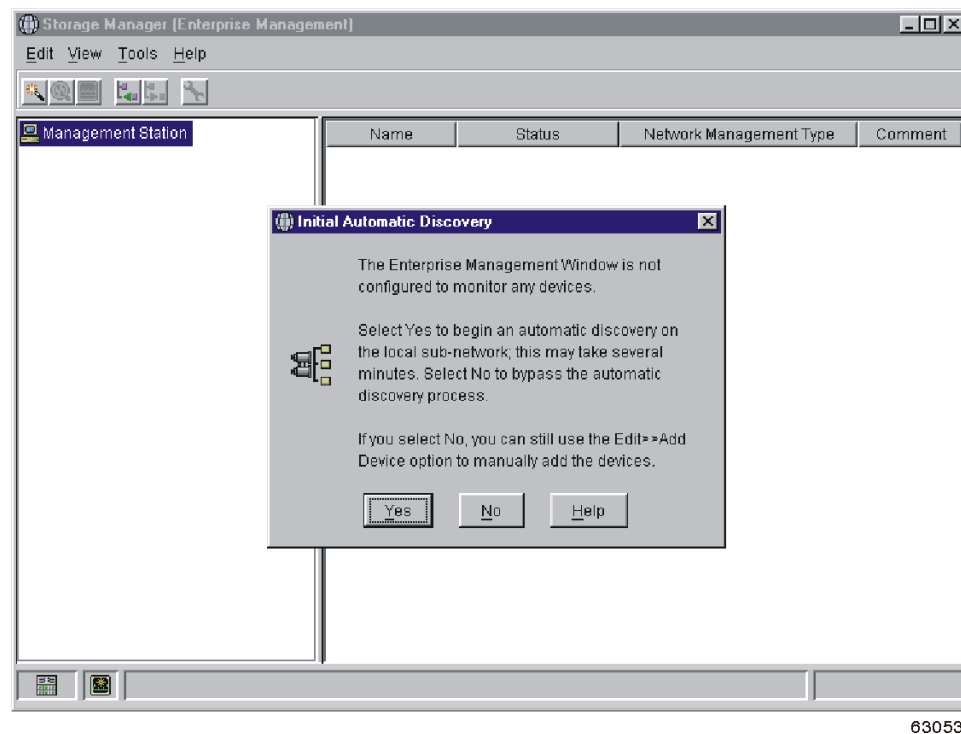 Storage Manager (Enterprise Management)
Edit View Tools Help
Management Station
Name Status Network Management Type Comment
Initial Automatic Discovery
The Enterprise Management Window is not
configured to monitor any devices.
Select Yes to begin an automatic discovery on
the local sub-network; this may take several
minutes. Select No to bypass the automatic
discovery process.
If you select No, you can still use the Edit>>Add
Device option to manually add the devices.
Yes No Help
63053